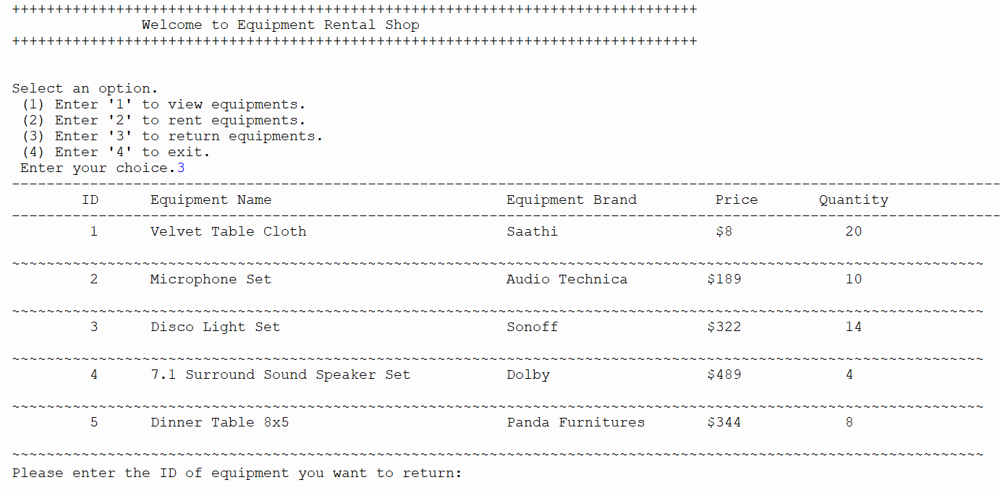 +++++++++++++++++++++++++++++++++++++++++++++++++++++++++++++++++++++++++++++++
Welcome to Equipment Rental Shop
+++++++++++++++++++++++++++++++++++++++++++++++++++++++++++++++++++++++++++++++
Select an option.
(1) Enter '1' to view equipments.
(2) Enter '2' to rent equipments.
(3) Enter '3' to return equipments.
(4) Enter '4' to exit.
Enter your choice.3
------------------------------------------------------------------------------------------------------------------
ID Equipment Name Equipment Brand Price Quantity
------------------------------------------------------------------------------------------------------------------
1 Velvet Table Cloth Saathi $8 20
~~~~~~~~~~~~~~~~~~~~~~~~~~~~~~~~~~~~~~~~~~~~~~~~~~~~~~~~~~~~~~~~~~~~~~~~~~~~~~~~~~~~~~~~~~~~~~~~~~~~~~~~~~~~~~~~
2 Microphone Set Audio Technica $189 10
~~~~~~~~~~~~~~~~~~~~~~~~~~~~~~~~~~~~~~~~~~~~~~~~~~~~~~~~~~~~~~~~~~~~~~~~~~~~~~~~~~~~~~~~~~~~~~~~~~~~~~~~~~~~~~~~
3 Disco Light Set Sonoff $322 14
~~~~~~~~~~~~~~~~~~~~~~~~~~~~~~~~~~~~~~~~~~~~~~~~~~~~~~~~~~~~~~~~~~~~~~~~~~~~~~~~~~~~~~~~~~~~~~~~~~~~~~~~~~~~~~~~
4 7.1 Surround Sound Speaker Set Dolby $489 4
~~~~~~~~~~~~~~~~~~~~~~~~~~~~~~~~~~~~~~~~~~~~~~~~~~~~~~~~~~~~~~~~~~~~~~~~~~~~~~~~~~~~~~~~~~~~~~~~~~~~~~~~~~~~~~~~
5 Dinner Table 8x5 Panda Furnitures $344 8
~~~~~~~~~~~~~~~~~~~~~~~~~~~~~~~~~~~~~~~~~~~~~~~~~~~~~~~~~~~~~~~~~~~~~~~~~~~~~~~~~~~~~~~~~~~~~~~~~~~~~~~~~~~~~~~~
Please enter the ID of equipment you want to return: